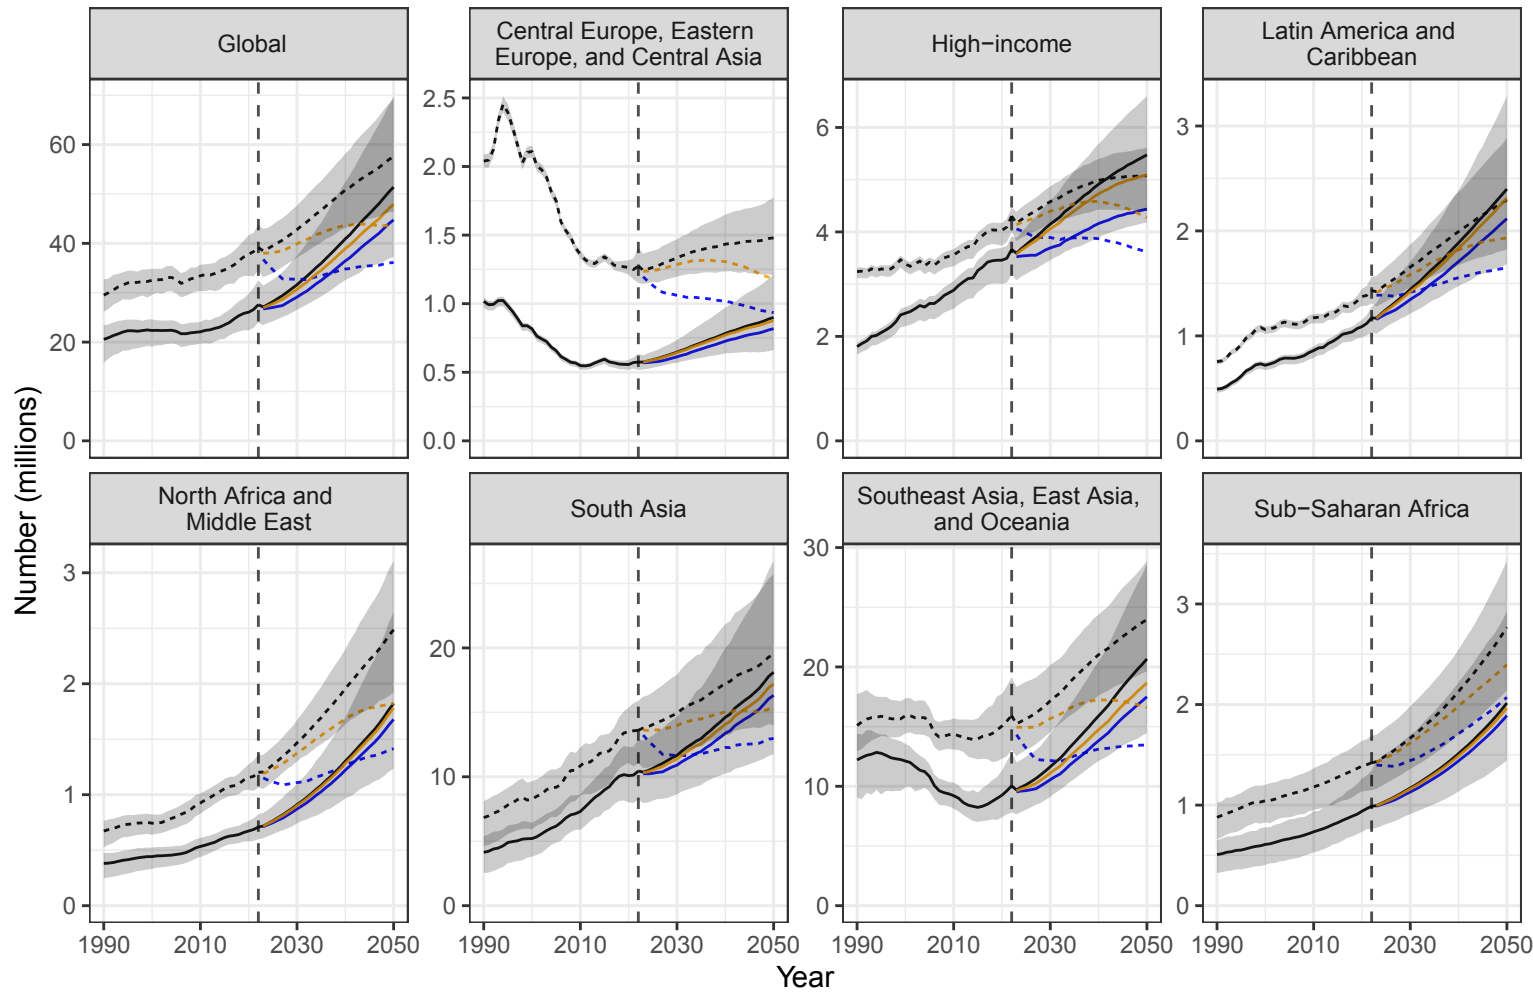 Global
Central Europe, Eastern
Europe, and Central Asia
High−income
Latin America and
Caribbean
60
40
20
0
2.5
2.0
1.5
1.0
0.5
0.0
6
4
2
0
3
2
1
0
Number (millions)
North Africa and
Middle East
South Asia
Southeast Asia, East Asia,
and Oceania
Sub−Saharan Africa
3
2
1
0
20
10
0
30
20
10
0
3
2
1
0
1990 2010 2030 2050
1990 2010 2030 2050
1990 2010 2030 2050
1990 2010 2030 2050
Year